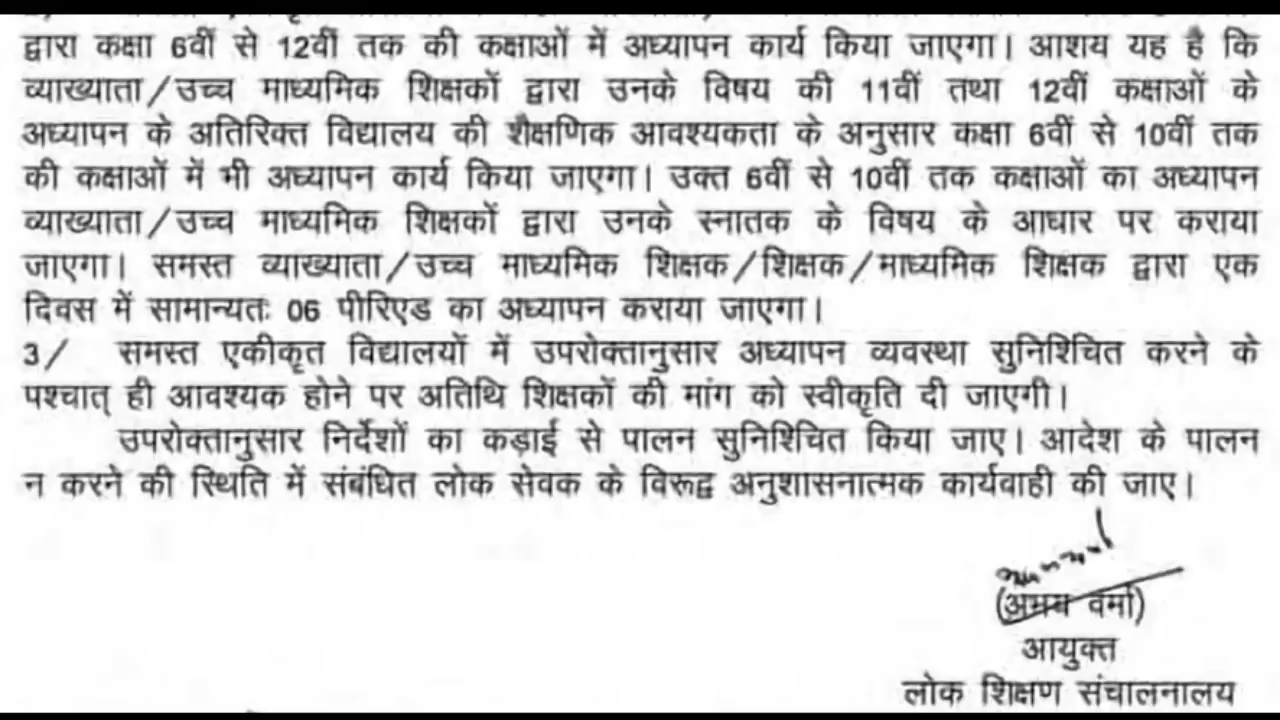 द्वारा कक्षा 6वीं से 12वीं तक की कक्षाओं में अध्यापन कार्य किया जाएगा। आशय यह है कि
व्याख्याता/उच्च माध्यमिक शिक्षकों द्वारा उनके विषय की 11वीं तथा 12वीं कक्षाओं के
अध्यापन के अतिरिक्त विद्यालय की शैक्षणिक आवश्यकता के अनुसार कक्षा 6वीं से 10वीं तक
की कक्षाओं में भी अध्यापन कार्य किया जाएगा। उक्त 6वीं से 10वीं तक कक्षाओं का अध्यापन
व्याख्याता/उच्च माध्यमिक शिक्षकों द्वारा उनके स्नातक के विषय के आधार पर कराया
जाएगा। समस्त व्याख्याता/उच्च माध्यमिक शिक्षक/शिक्षक/माध्यमिक शिक्षक द्वारा एक
दिवस में सामान्यतः 06 पीरिएड का अध्यापन कराया जाएगा।
3/ समस्त एकीकृत विद्यालयों में उपरोक्तानुसार अध्यापन व्यवस्था सुनिश्चित करने के
पश्चात् ही आवश्यक होने पर अतिथि शिक्षकों की मांग को स्वीकृति दी जाएगी।
उपरोक्तानुसार निर्देशों का कड़ाई से पालन सुनिश्चित किया जाए। आदेश के पालन
न करने की स्थिति में संबंधित लोक सेवक के विरूद्व अनुशासनात्मक कार्यवाही की जाए।
(अभय वर्मा)
आयुक्त
लोक शिक्षण संचालनालय